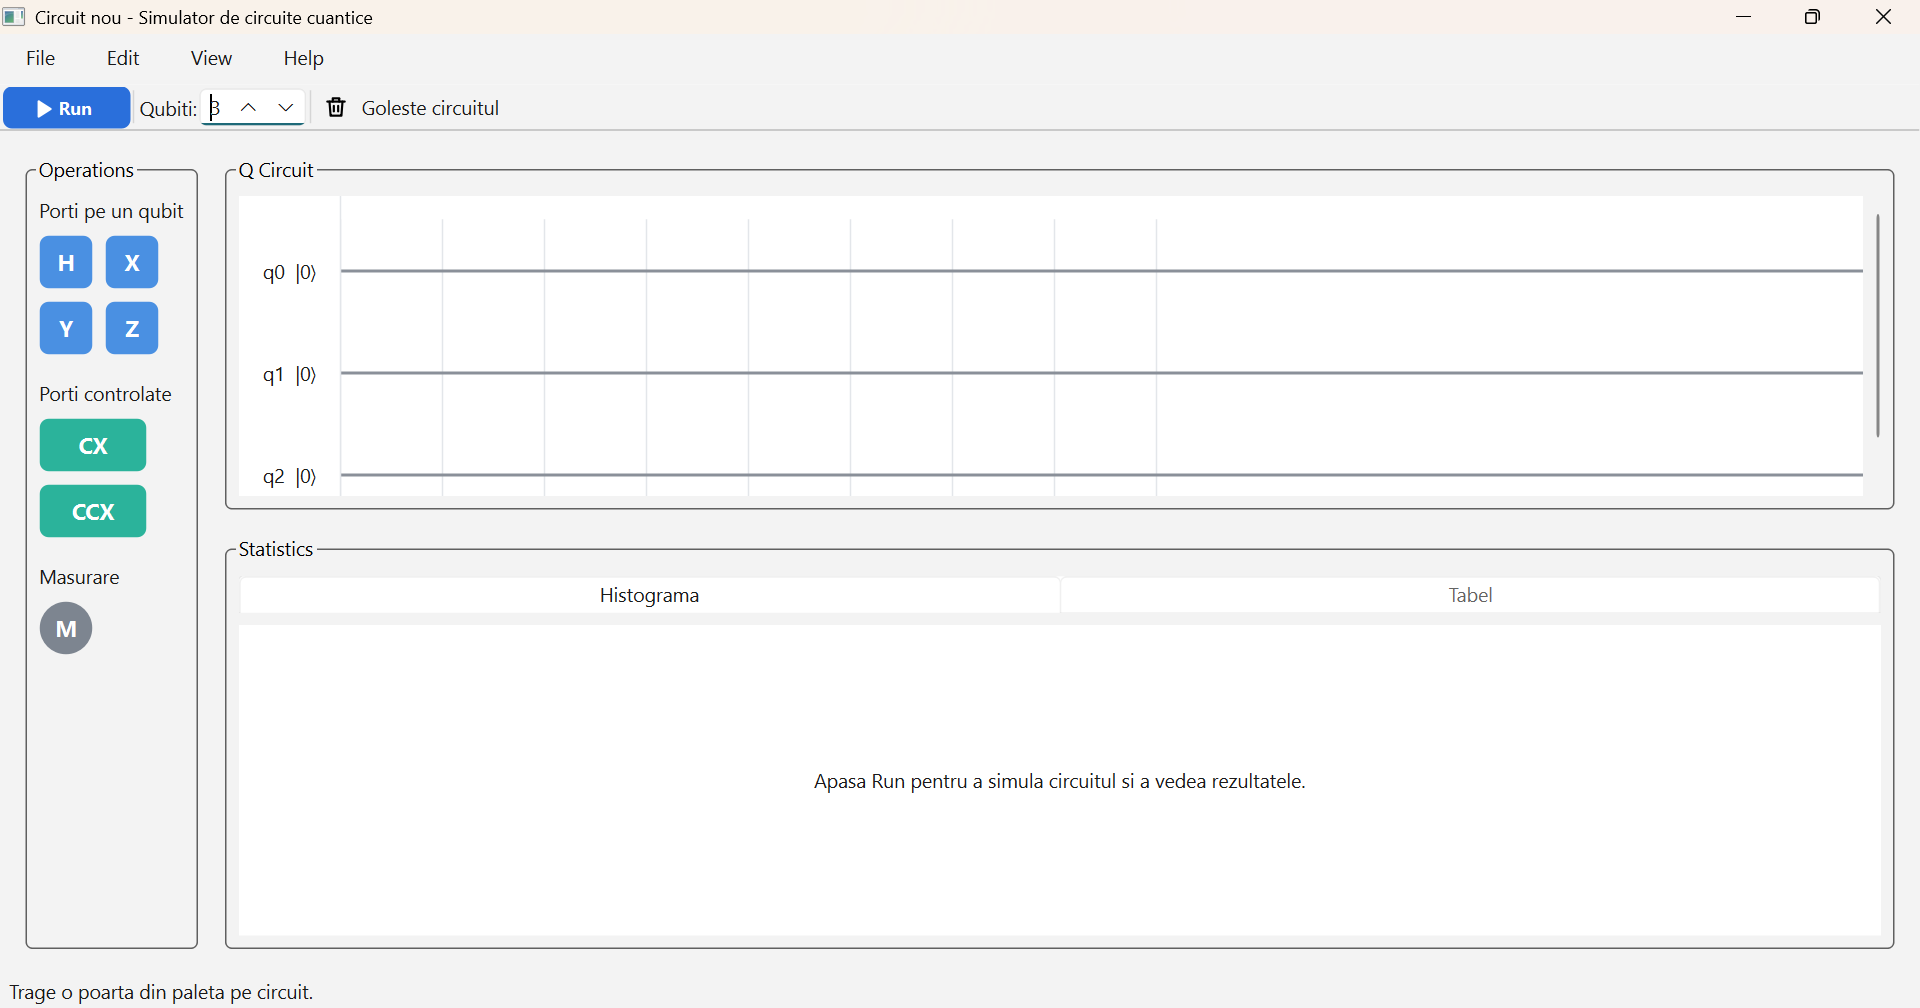 Circuit nou - Simulator de circuite cuantice
File Edit View Help
Run Qubiti: 3 Goleste circuitul
Operations
Porti pe un qubit
H X
Y Z
Porti controlate
CX
CCX
Masurare
M
Q Circuit
q0 |0⟩
q1 |0⟩
q2 |0⟩
Statistics
Histograma Tabel
Apasa Run pentru a simula circuitul si a vedea rezultatele.
Trage o poarta din paleta pe circuit.